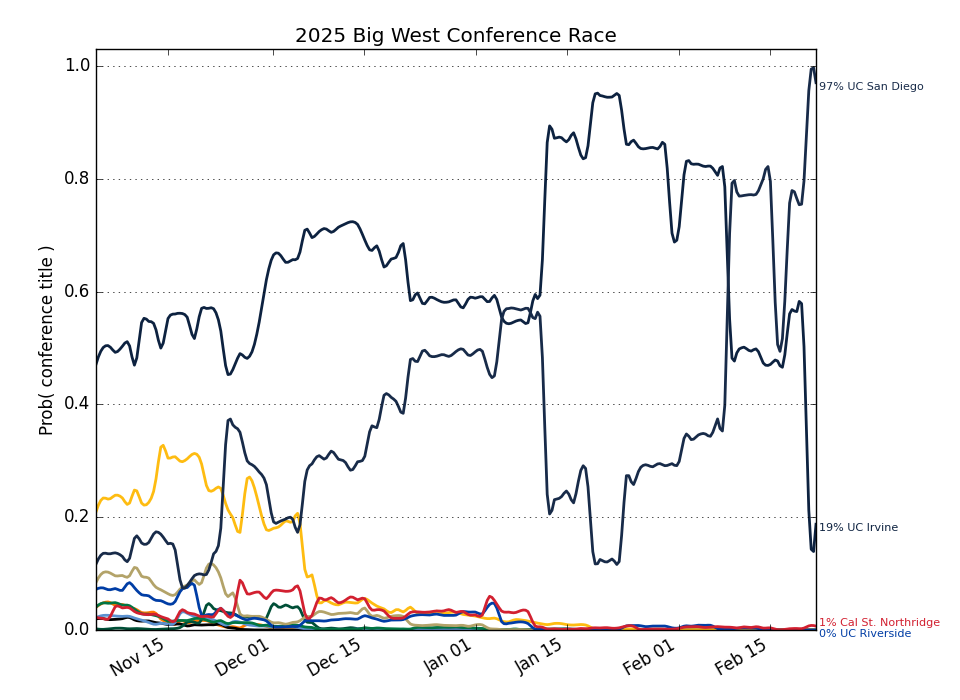 2025 Big West Conference Race
1.0
97% UC San Diego
0.8
0.6
Prob( conference title )
0.4
0.2
19% UC Irvine
1% Cal St. Northridge
0.0
0% UC Riverside
Nov 15
Dec 01
Dec 15
Jan 01
Jan 15
Feb 01
Feb 15